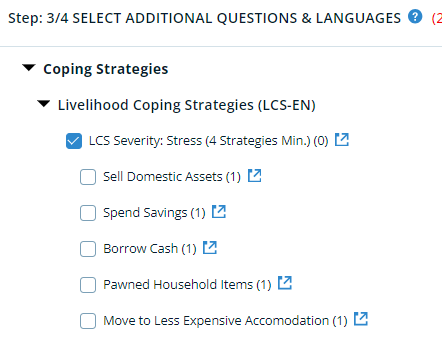 Step: 3/4 SELECT ADDITIONAL QUESTIONS & LANGUAGES ? (2
Coping Strategies
Livelihood Coping Strategies (LCS-EN)
LCS Severity: Stress (4 Strategies Min.) (0)
Sell Domestic Assets (1)
Spend Savings (1)
Borrow Cash (1)
Pawned Household Items (1)
Move to Less Expensive Accomodation (1)